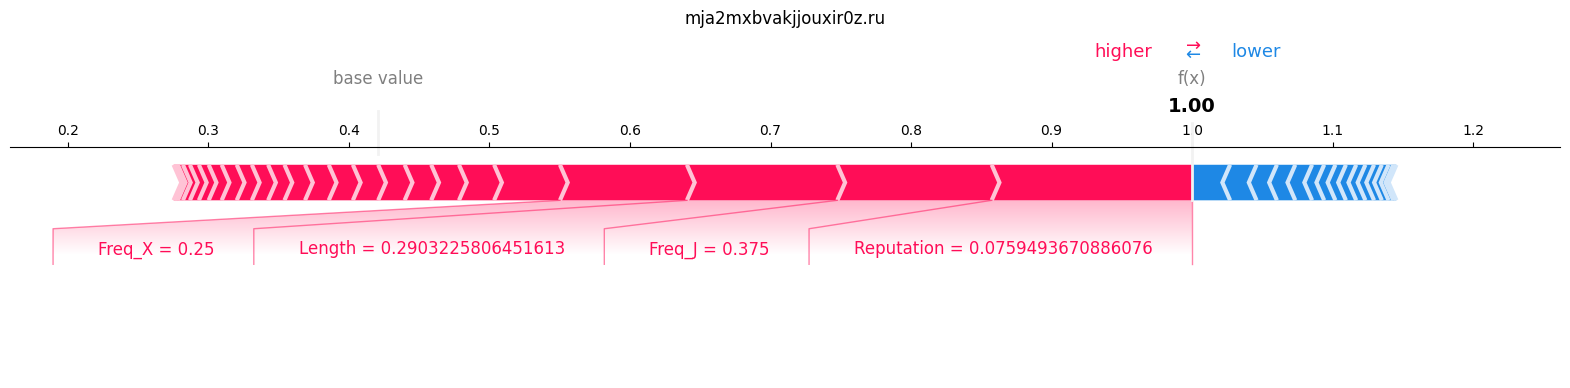 mja2mxbvakjjouxir0z.ru
higher ⇄ lower
base value f(x)
1.00
0.2 0.3 0.4 0.5 0.6 0.7 0.8 0.9 1.0 1.1 1.2
Freq_X = 0.25 Length = 0.2903225806451613 Freq_J = 0.375 Reputation = 0.0759493670886076